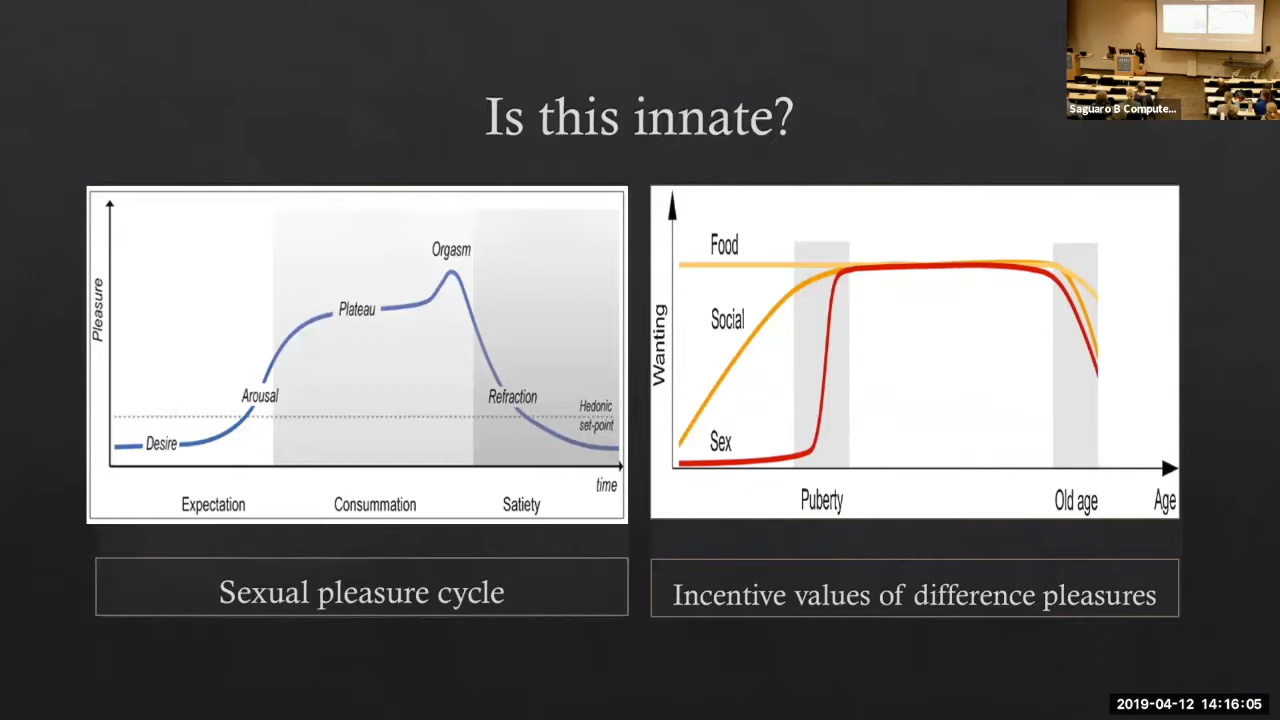 Saguaro B Compute...
Is this innate?
Pleasure
Orgasm
Plateau
Arousal
Refraction
Hedonic
set-point
Desire
time
Expectation
Consummation
Satiety
Wanting
Food
Social
Sex
Puberty
Old age
Age
Sexual pleasure cycle
Incentive values of difference pleasures
2019-04-12 14:16:05